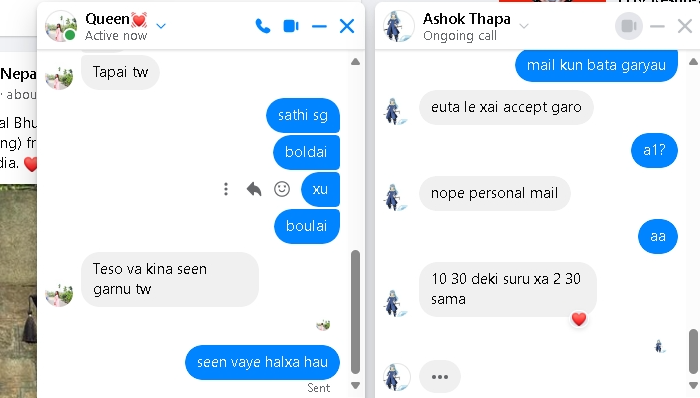 Nepa
· abou
al Bhu
ng) fr
dia.
Queen
Active now
Tapai tw
sathi sg
boldai
xu
boulai
Teso va kina seen
garnu tw
seen vaye halxa hau
Sent
Ashok Thapa
Ongoing call
mail kun bata garyau
euta le xai accept garo
a1?
nope personal mail
aa
10 30 deki suru xa 2 30
sama